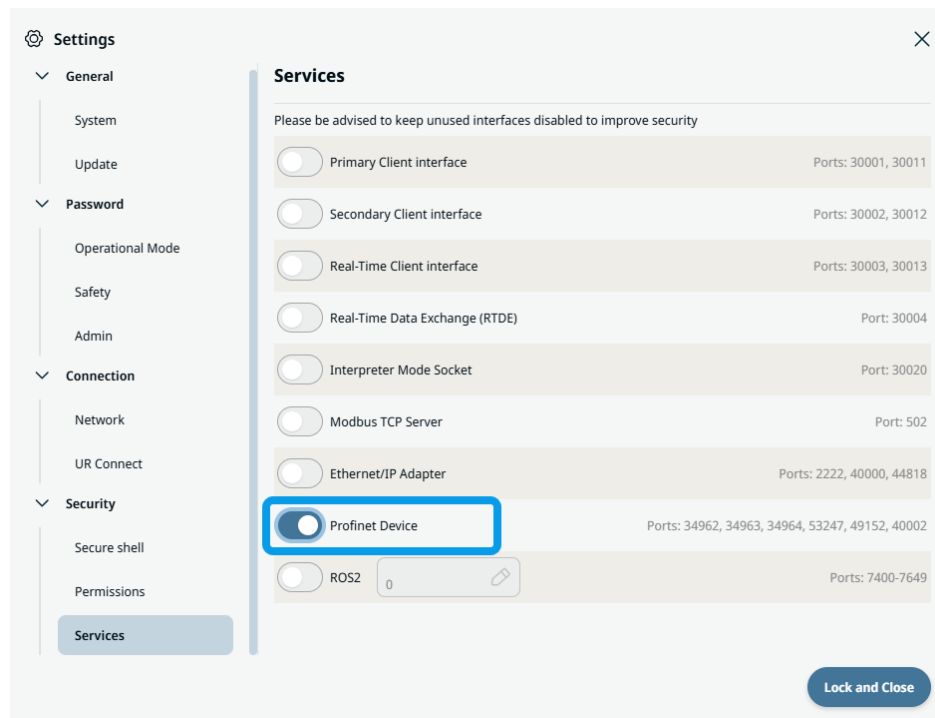 Settings
General
System
Update
Password
Operational Mode
Safety
Admin
Connection
Network
UR Connect
Security
Secure shell
Permissions
Services
Services
Please be advised to keep unused interfaces disabled to improve security
Primary Client interface Ports: 30001, 30011
Secondary Client interface Ports: 30002, 30012
Real-Time Client interface Ports: 30003, 30013
Real-Time Data Exchange (RTDE) Port: 30004
Interpreter Mode Socket Port: 30020
Modbus TCP Server Port: 502
Ethernet/IP Adapter Ports: 2222, 40000, 44818
Profinet Device Ports: 34962, 34963, 34964, 53247, 49152, 40002
ROS2 0 Ports: 7400-7649
Lock and Close